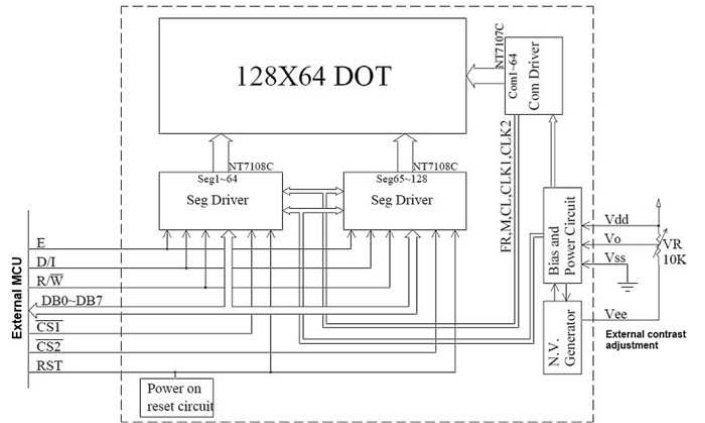 128X64 DOT
NT7107C
Com1~64
Com Driver
NT7108C
Seg1~64
Seg Driver
NT7108C
Seg65~128
Seg Driver
FR,M,CL,CLK1,CLK2
Bias and
Power Circuit
Vdd
Vo
Vss
VR
10K
Vee
External contrast
adjustment
N.V.
Generator
External MCU
E
D/I
R/W̅
DB0~DB7
C̅S̅1̅
C̅S̅2̅
RST
Power on
reset circuit